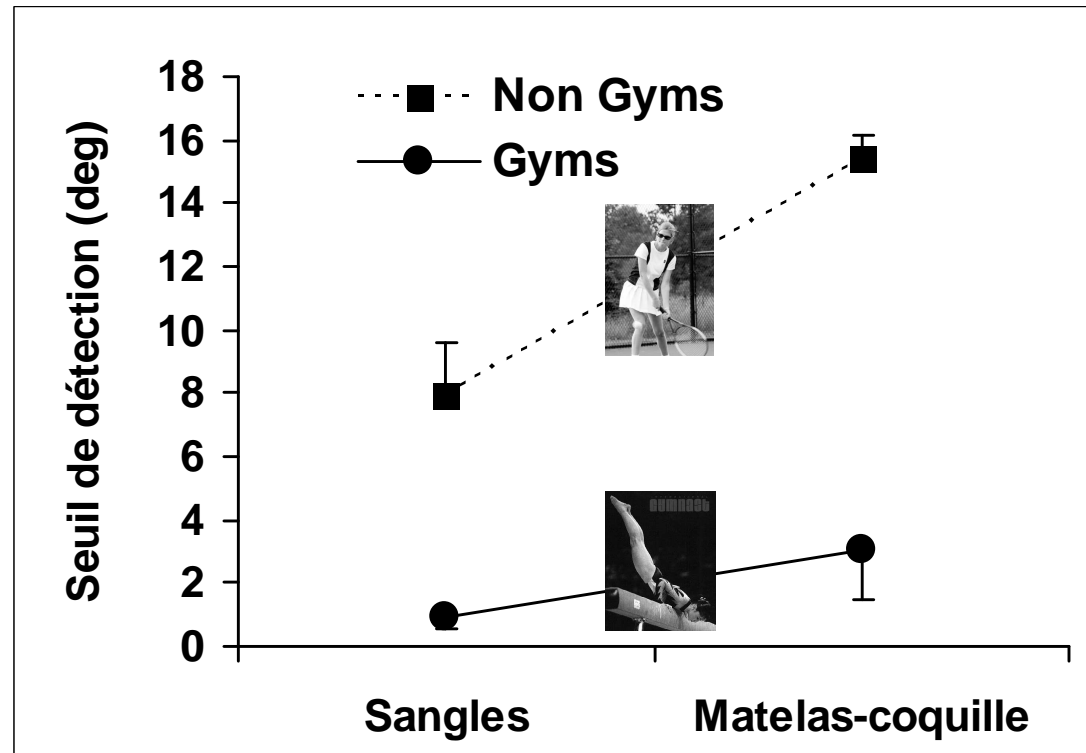 Seuil de détection (deg)
18
16
14
12
10
8
6
4
2
0
Non Gyms
Gyms
GYMNAST
Sangles
Matelas-coquille